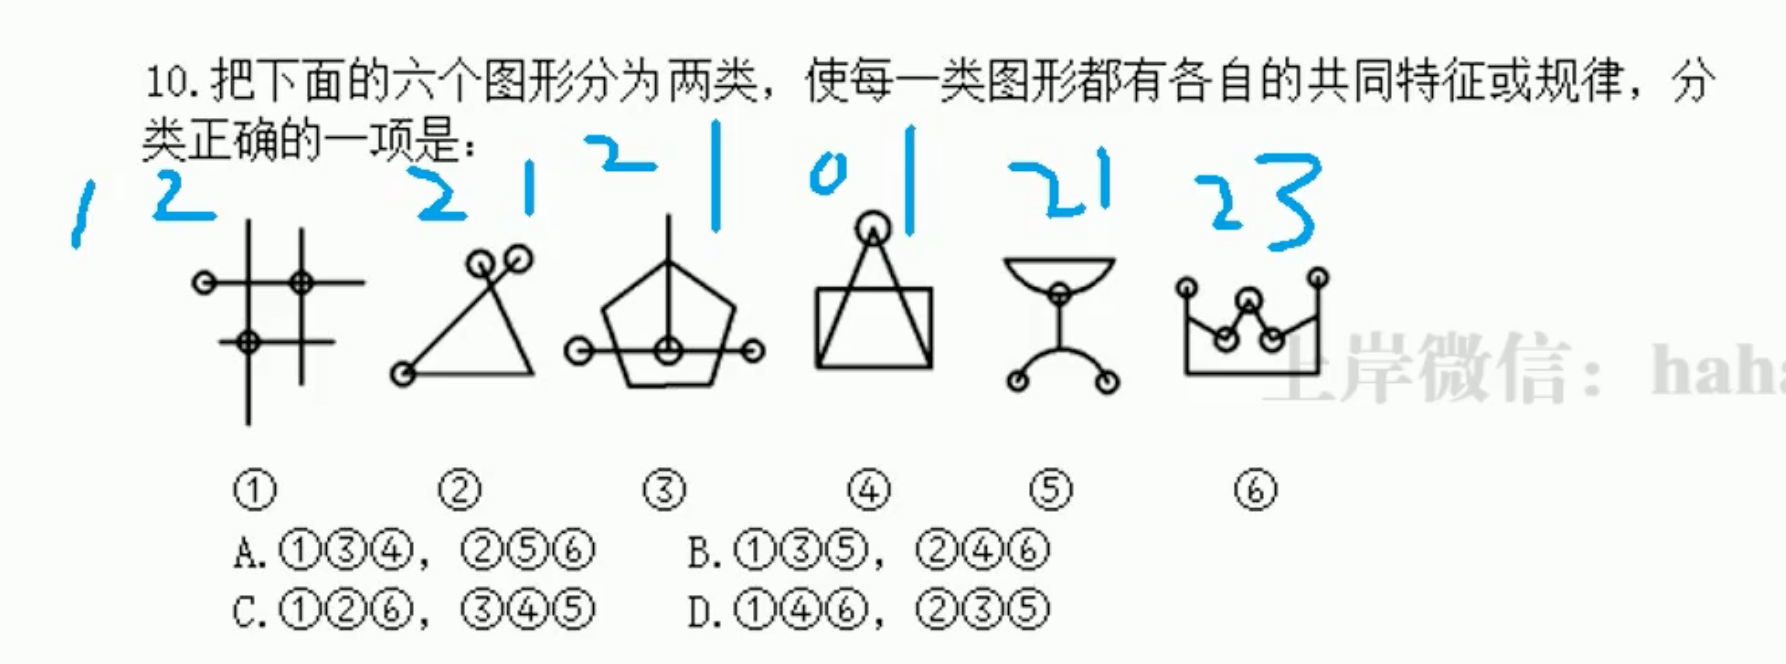 10. 把下面的六个图形分为两类，使每一类图形都有各自的共同特征或规律，分
类正确的一项是：
1 2 2 1 2 1 0 1 2 1 2 3
上岸微信：haha
① ② ③ ④ ⑤ ⑥
A. ①③④，②⑤⑥ B. ①③⑤，②④⑥
C. ①②⑥，③④⑤ D. ①④⑥，②③⑤